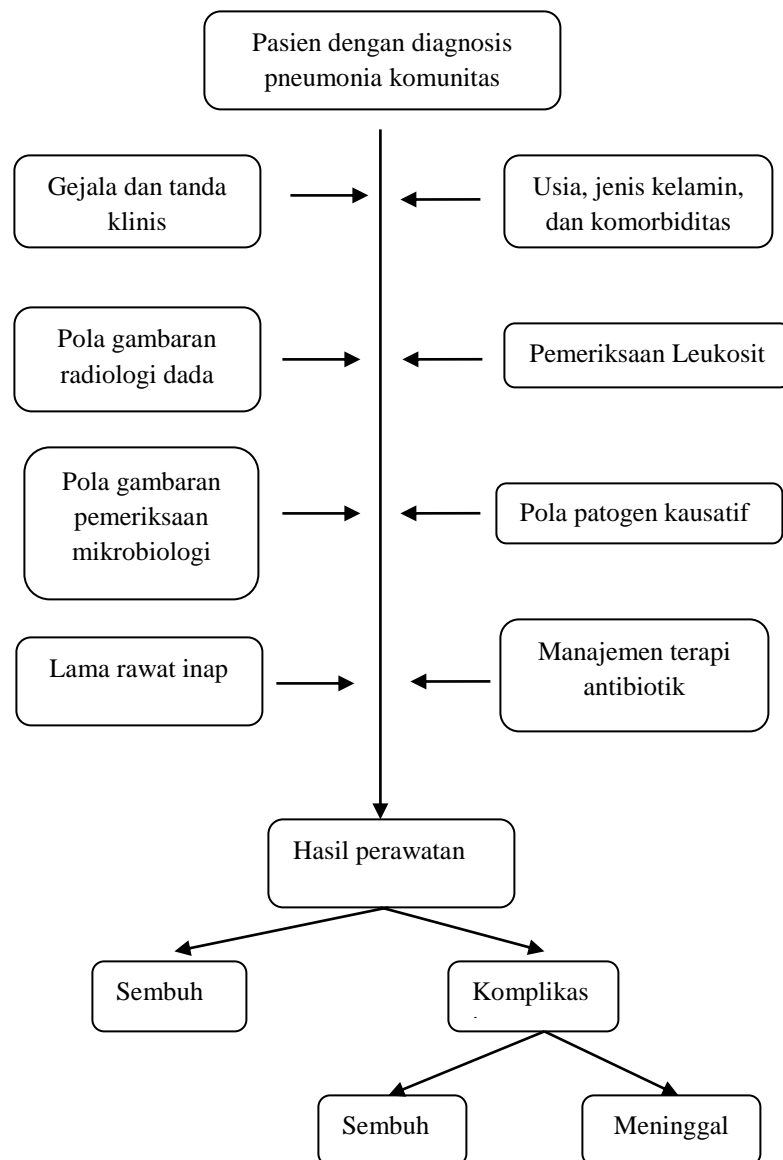 Pasien dengan diagnosis
pneumonia komunitas
Gejala dan tanda
klinis
Usia, jenis kelamin,
dan komorbiditas
Pola gambaran
radiologi dada
Pemeriksaan Leukosit
Pola gambaran
pemeriksaan
mikrobiologi
Pola patogen kausatif
Lama rawat inap
Manajemen terapi
antibiotik
Hasil perawatan
Sembuh
Komplikas
Sembuh
Meninggal